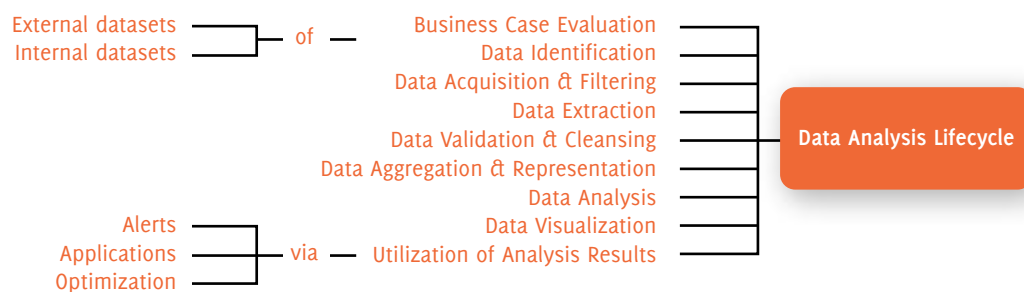 External datasets
Internal datasets
of
Business Case Evaluation
Data Identification
Data Acquisition & Filtering
Data Extraction
Data Validation & Cleansing
Data Aggregation & Representation
Data Analysis
Data Visualization
Utilization of Analysis Results
Data Analysis Lifecycle
Alerts
Applications
Optimization
via